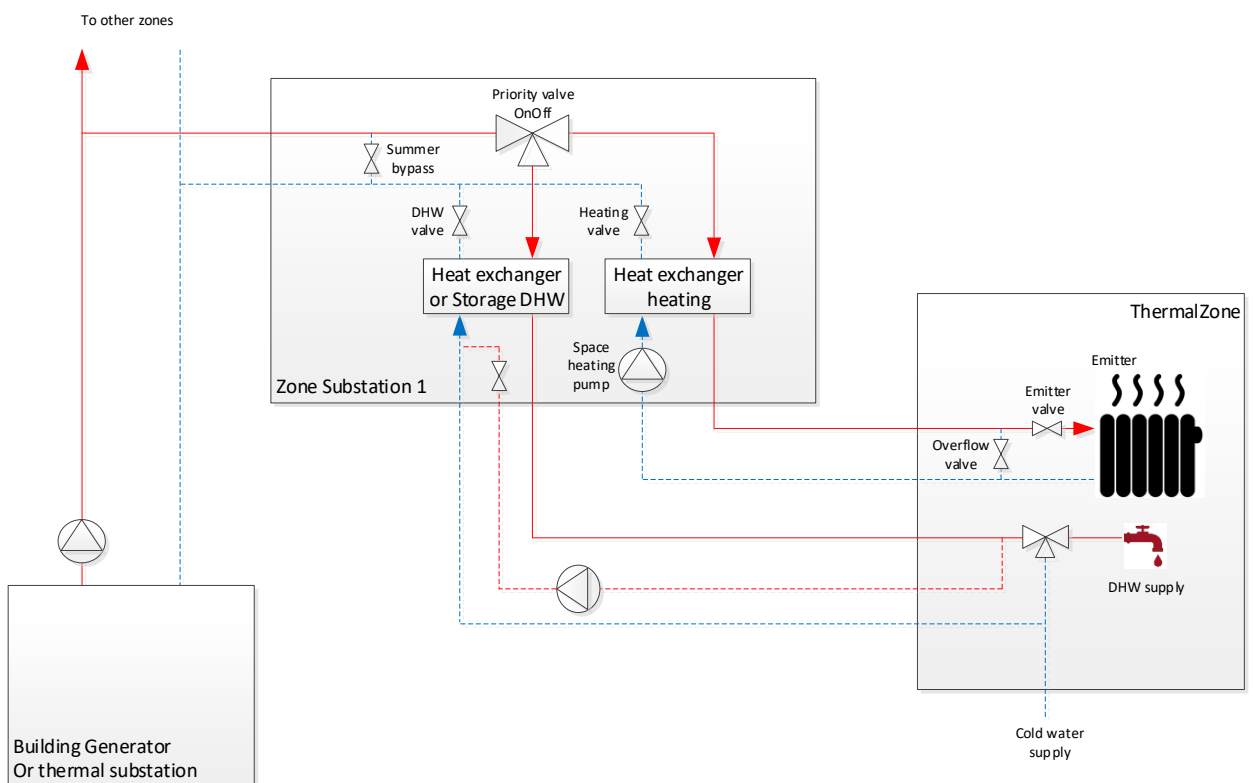 To other zones
Priority valve
OnOff
Summer
bypass
DHW
valve
Heating
valve
Heat exchanger
or Storage DHW
Heat exchanger
heating
Space
heating
pump
Zone Substation 1
ThermalZone
Emitter
Emitter
valve
Overflow
valve
DHW supply
Cold water
supply
Building Generator
Or thermal substation